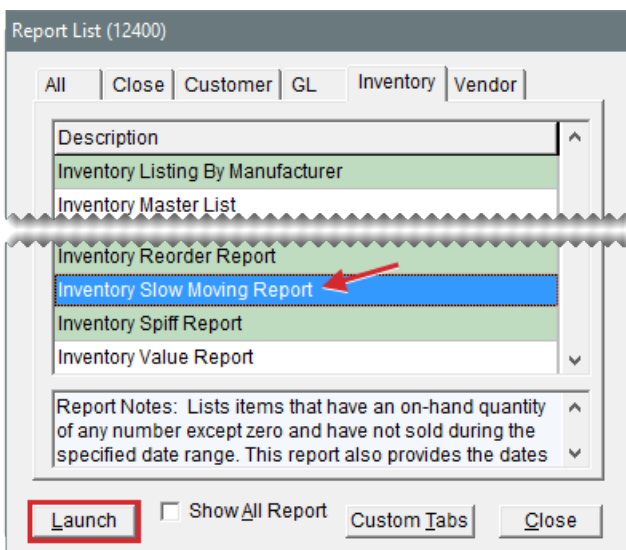 Report List (12400)
All Close Customer GL Inventory Vendor
Description
Inventory Listing By Manufacturer
Inventory Master List
Inventory Reorder Report
Inventory Slow Moving Report
Inventory Spiff Report
Inventory Value Report
Report Notes: Lists items that have an on-hand quantity
of any number except zero and have not sold during the
specified date range. This report also provides the dates
Launch Show All Report Custom Tabs Close